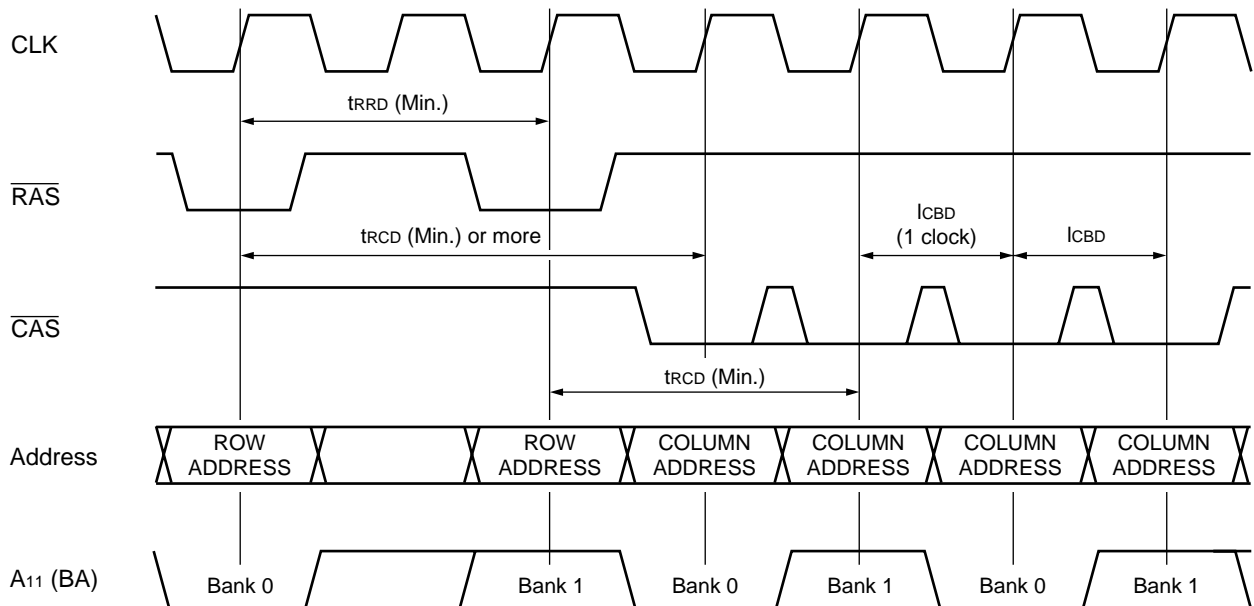 CLK
tRRD (Min.)
RAS
tRCD (Min.) or more
ICBD
(1 clock)
ICBD
CAS
tRCD (Min.)
Address
ROW
ADDRESS
ROW
ADDRESS
COLUMN
ADDRESS
COLUMN
ADDRESS
COLUMN
ADDRESS
COLUMN
ADDRESS
A11 (BA)
Bank 0
Bank 1
Bank 0
Bank 1
Bank 0
Bank 1